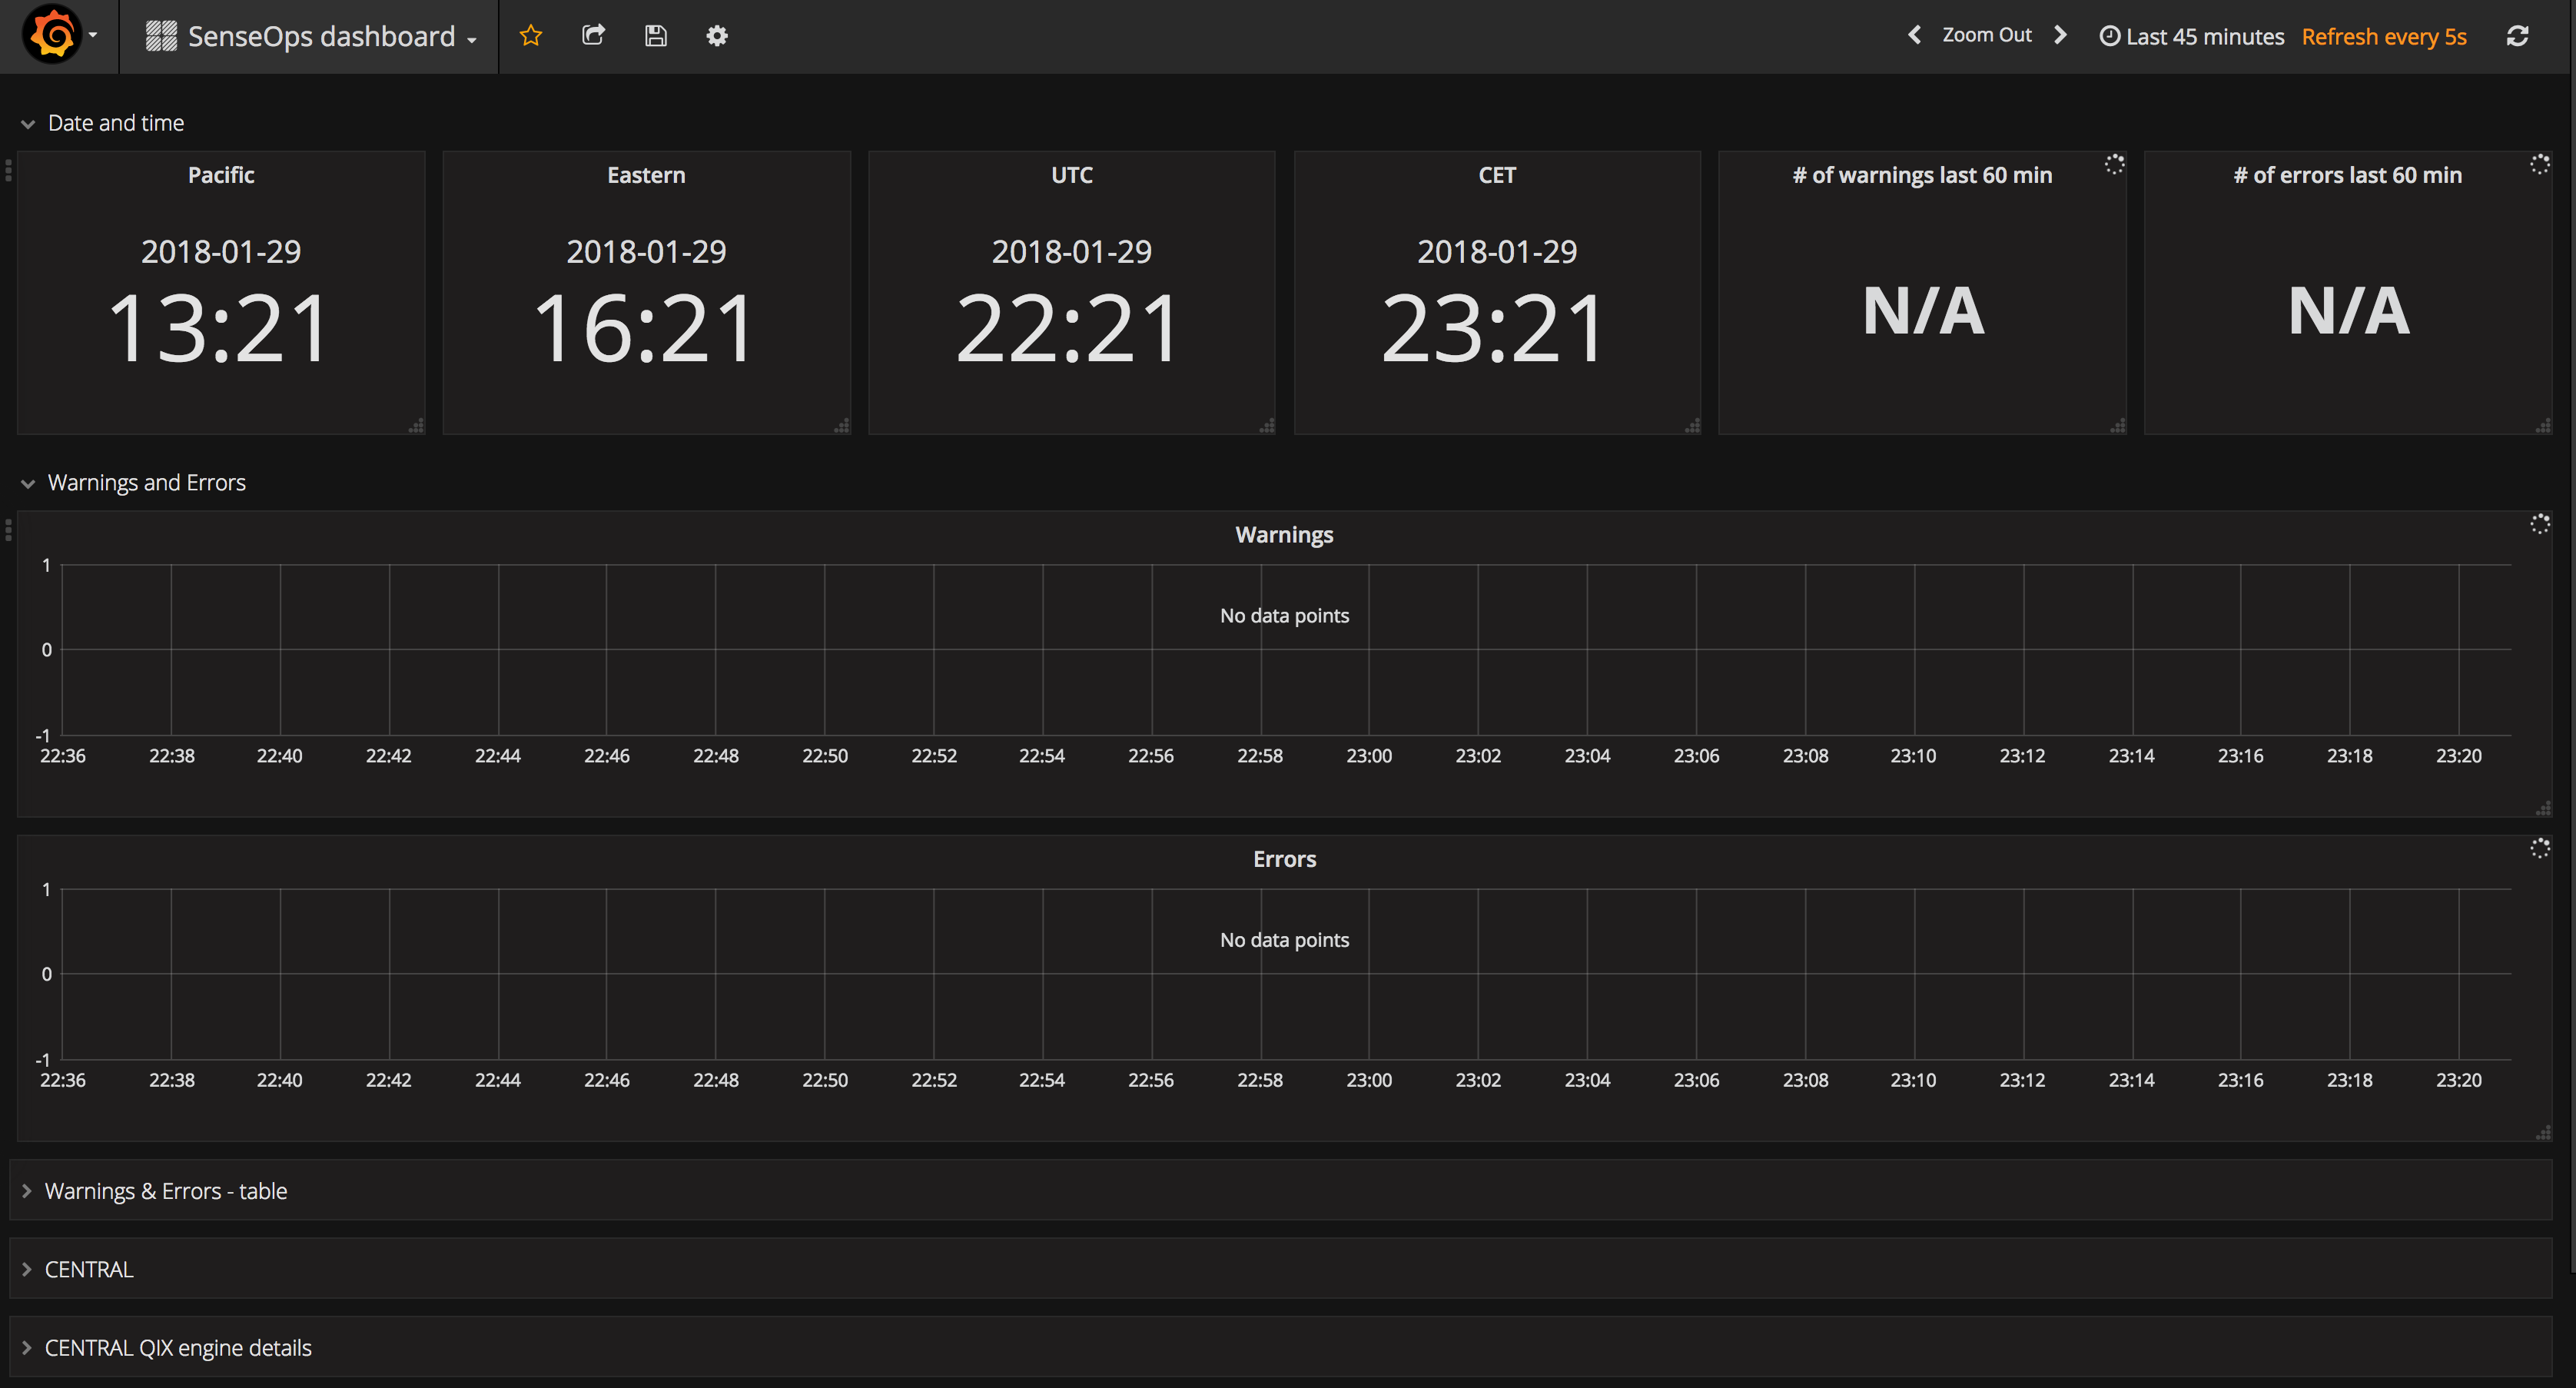 SenseOps dashboard
Zoom Out
Last 45 minutes Refresh every 5s
Date and time
Pacific
2018-01-29
13:21
Eastern
2018-01-29
16:21
UTC
2018-01-29
22:21
CET
2018-01-29
23:21
# of warnings last 60 min
N/A
# of errors last 60 min
N/A
Warnings and Errors
Warnings
1
No data points
0
-1
22:36 22:38 22:40 22:42 22:44 22:46 22:48 22:50 22:52 22:54 22:56 22:58 23:00 23:02 23:04 23:06 23:08 23:10 23:12 23:14 23:16 23:18 23:20
Errors
1
No data points
0
-1
22:36 22:38 22:40 22:42 22:44 22:46 22:48 22:50 22:52 22:54 22:56 22:58 23:00 23:02 23:04 23:06 23:08 23:10 23:12 23:14 23:16 23:18 23:20
Warnings & Errors - table
CENTRAL
CENTRAL QIX engine details